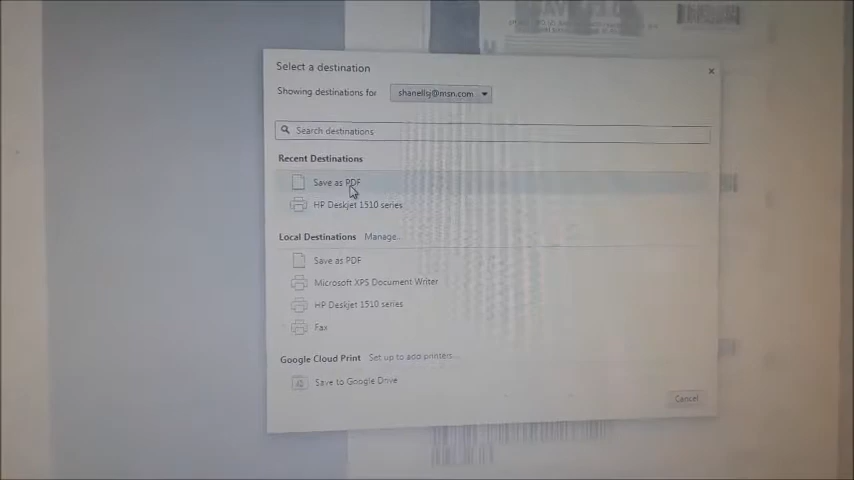 Select a destination
Showing destinations for shanellsj@msn.com
Search destinations
Recent Destinations
Save as PDF
HP Deskjet 1510 series
Local Destinations Manage...
Save as PDF
Microsoft XPS Document Writer
HP Deskjet 1510 series
Fax
Google Cloud Print Set up to add printers...
Save to Google Drive
Cancel